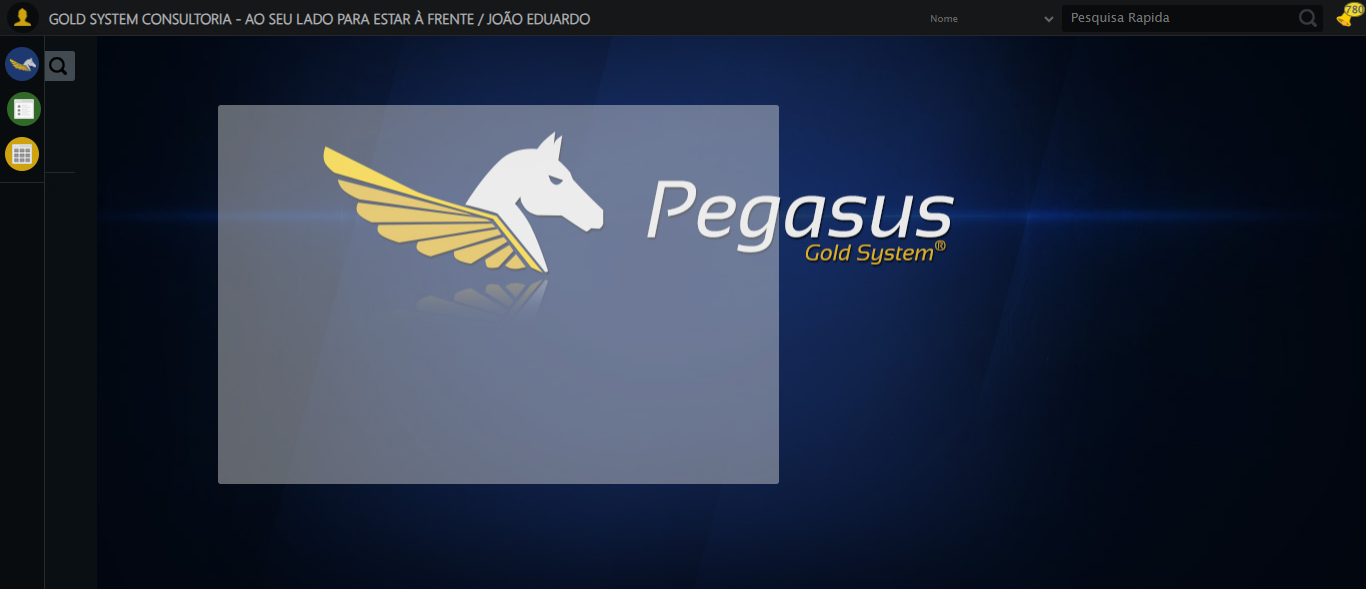 GOLD SYSTEM CONSULTORIA - AO SEU LADO PARA ESTAR À FRENTE / JOÃO EDUARDO
Nome
Pesquisa Rapida
780
Pegasus
Gold System®